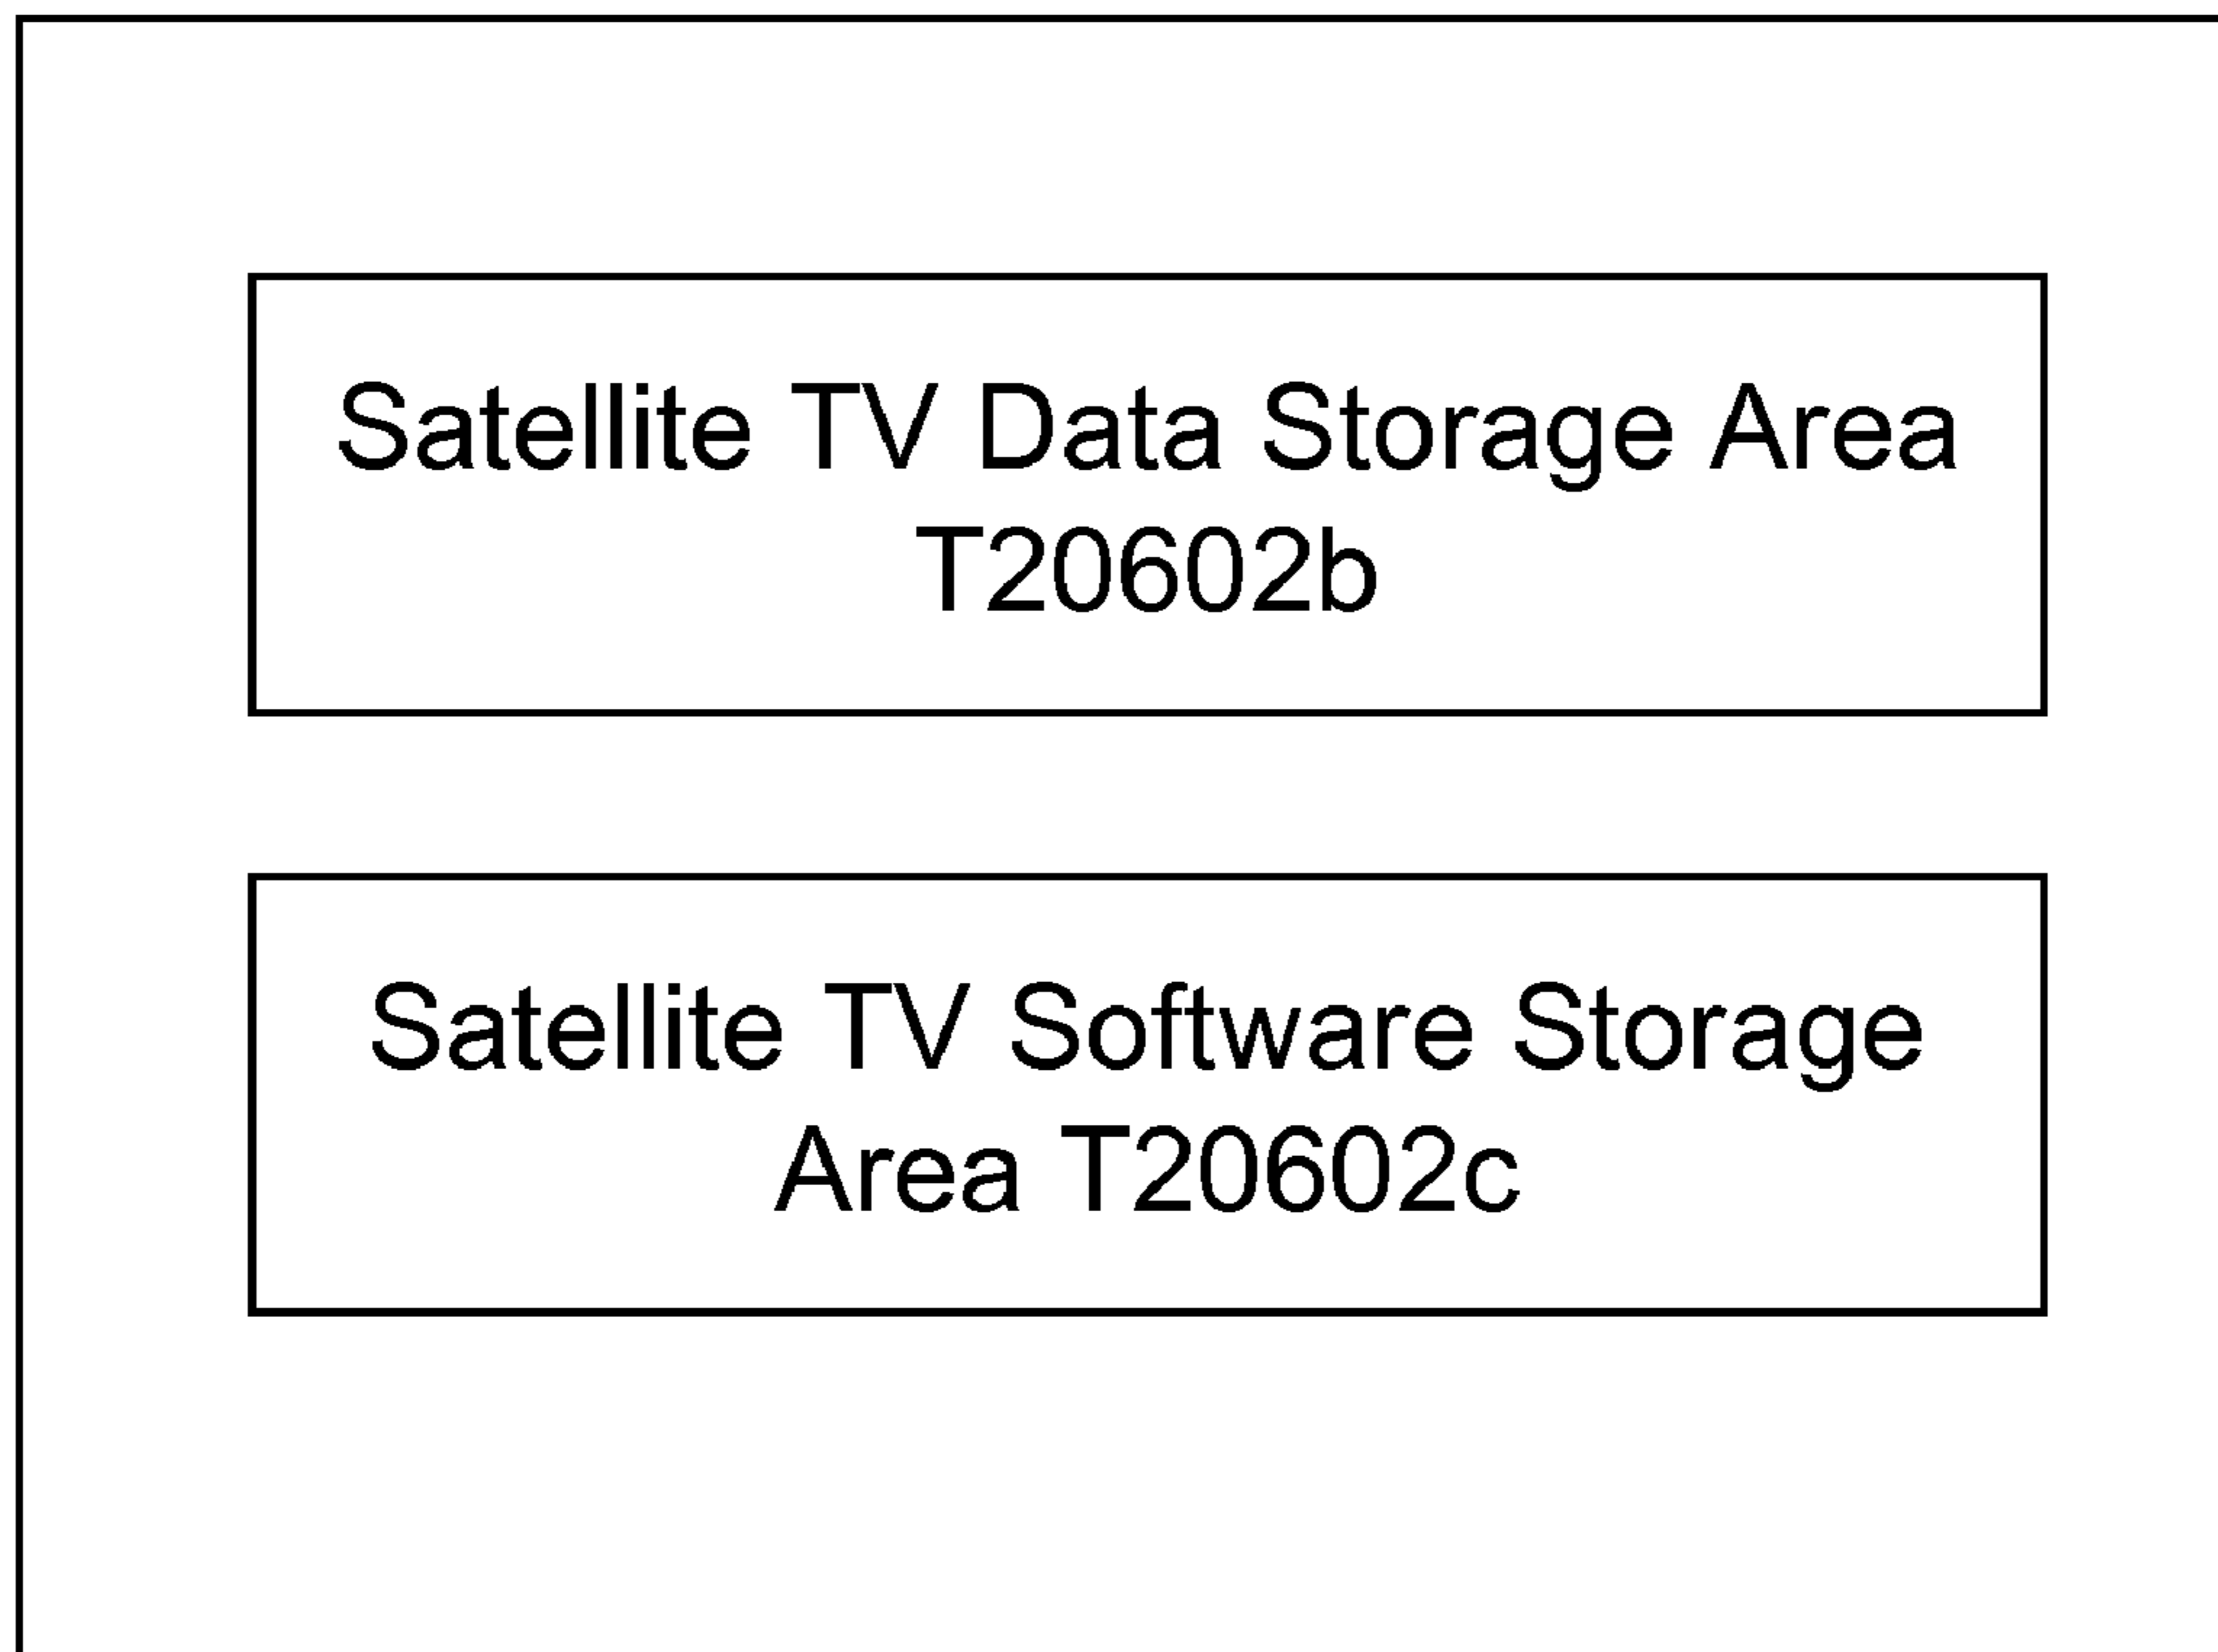 Satellite TV Data Storage Area
T20602b
Satellite TV Software Storage
Area T20602c